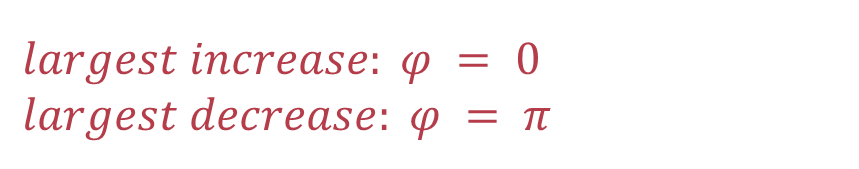 largest increase: φ = 0
largest decrease: φ = π